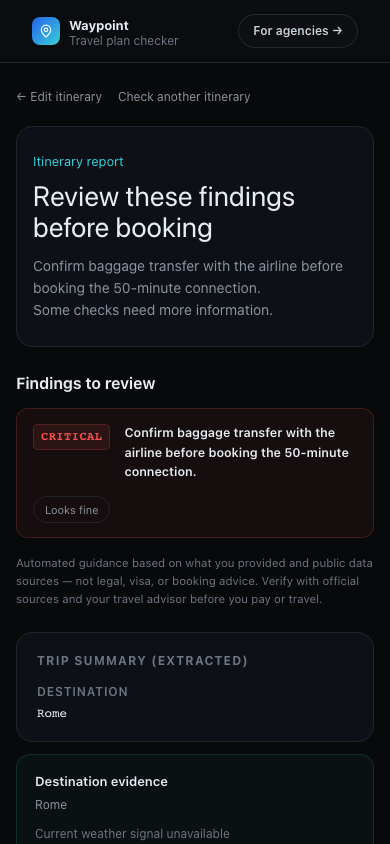 Waypoint
Travel plan checker
For agencies →
← Edit itinerary
Check another itinerary
Itinerary report
Review these findings
before booking
Confirm baggage transfer with the airline before
booking the 50-minute connection.
Some checks need more information.
Findings to review
CRITICAL
Confirm baggage transfer with the
airline before booking the 50-minute
connection.
Looks fine
Automated guidance based on what you provided and public data
sources — not legal, visa, or booking advice. Verify with official
sources and your travel advisor before you pay or travel.
TRIP SUMMARY (EXTRACTED)
DESTINATION
Rome
Destination evidence
Rome
Current weather signal unavailable